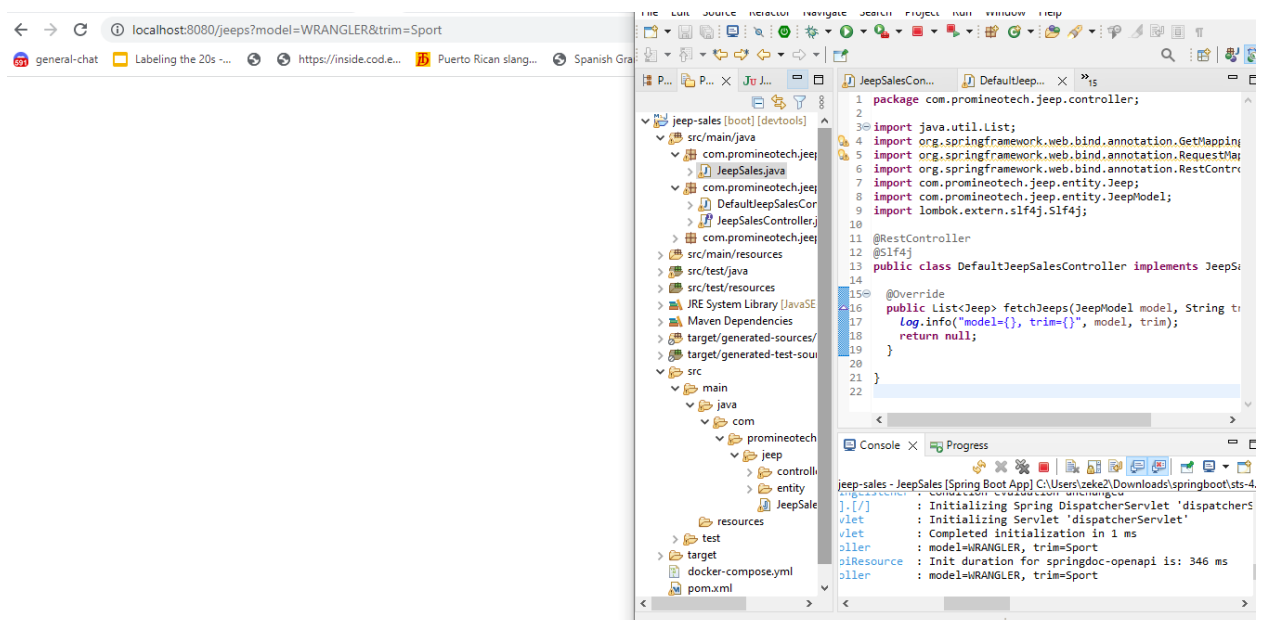 localhost:8080/jeeps?model=WRANGLER&trim=Sport
591 general-chat Labeling the 20s -... https://inside.cod.e... Puerto Rican slang... Spanish Gra
Edit Source Refactor Navigate Search Project Run Window Help
P... P... Ju J...
jeep-sales [boot] [devtools]
src/main/java
com.promineotech.jeep
JeepSales.java
com.promineotech.jeep
DefaultJeepSalesCor
JeepSalesController.j
com.promineotech.jeep
src/main/resources
src/test/java
src/test/resources
JRE System Library [JavaSE
Maven Dependencies
target/generated-sources/
target/generated-test-sou
src
main
java
com
promineotech
jeep
controll
entity
JeepSale
resources
test
target
docker-compose.yml
pom.xml
JeepSalesCon... DefaultJeep... »15
1 package com.promineotech.jeep.controller;
2
3 import java.util.List;
4 import org.springframework.web.bind.annotation.GetMapping
5 import org.springframework.web.bind.annotation.RequestMap
6 import org.springframework.web.bind.annotation.RestContro
7 import com.promineotech.jeep.entity.Jeep;
8 import com.promineotech.jeep.entity.JeepModel;
9 import lombok.extern.slf4j.Slf4j;
10
11 @RestController
12 @Slf4j
13 public class DefaultJeepSalesController implements JeepSa
14
15 @Override
16 public List<Jeep> fetchJeeps(JeepModel model, String tr
17 log.info("model={}, trim={}", model, trim);
18 return null;
19 }
20
21 }
22
Console Progress
jeep-sales - JeepSales [Spring Boot App] C:\Users\zeke2\Downloads\springboot\sts-4.
ingListener : Condition evaluation unchanged
].[/] : Initializing Spring DispatcherServlet 'dispatcherS
vlet : Initializing Servlet 'dispatcherServlet'
vlet : Completed initialization in 1 ms
oller : model=WRANGLER, trim=Sport
piResource : Init duration for springdoc-openapi is: 346 ms
oller : model=WRANGLER, trim=Sport